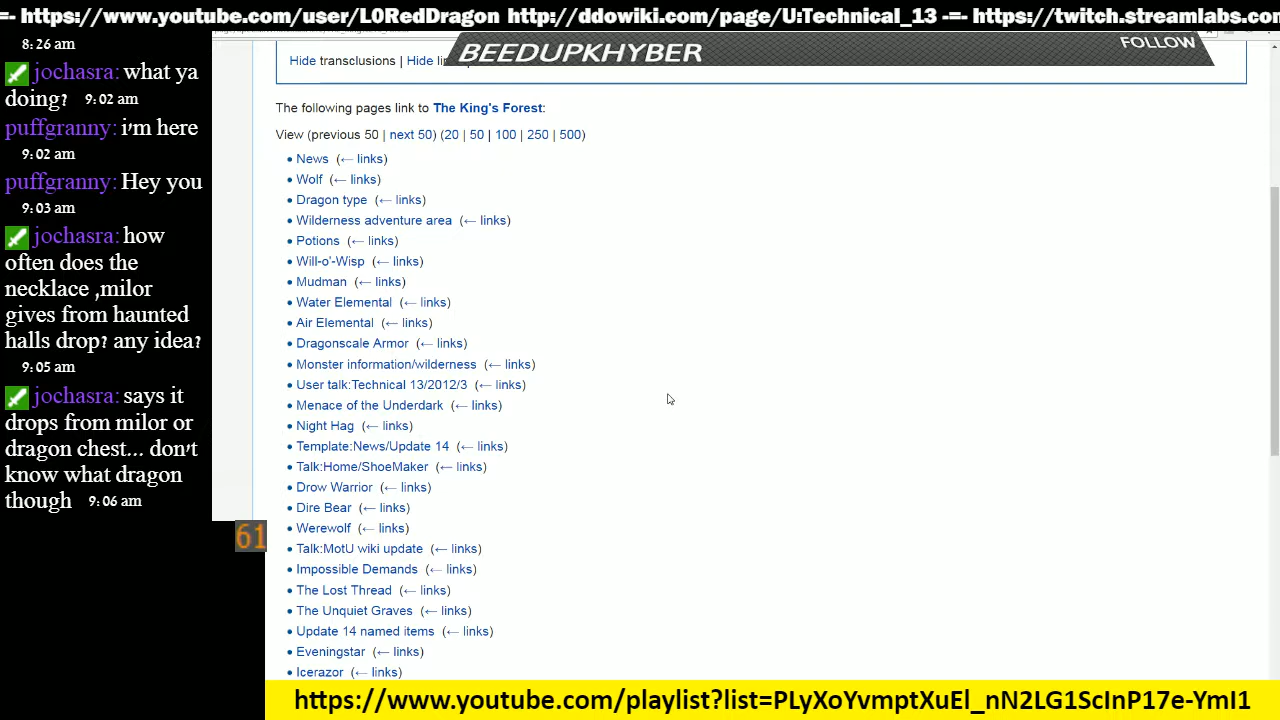 =- https://www.youtube.com/user/L0RedDragon http://ddowiki.com/page/U:Technical_13 -=- https://twitch.streamlabs.com
8:26 am
jochasra: what ya
doing? 9:02 am
puffgranny: i'm here
9:02 am
puffgranny: Hey you
9:03 am
jochasra: how
often does the
necklace ,milor
gives from haunted
halls drop? any idea?
9:05 am
jochasra: says it
drops from milor or
dragon chest... don't
know what dragon
though 9:06 am
BEEDUPKHYBER
FOLLOW
Hide transclusions | Hide lin
The following pages link to The King's Forest:
View (previous 50 | next 50) (20 | 50 | 100 | 250 | 500)
• News (← links)
• Wolf (← links)
• Dragon type (← links)
• Wilderness adventure area (← links)
• Potions (← links)
• Will-o'-Wisp (← links)
• Mudman (← links)
• Water Elemental (← links)
• Air Elemental (← links)
• Dragonscale Armor (← links)
• Monster information/wilderness (← links)
• User talk:Technical 13/2012/3 (← links)
• Menace of the Underdark (← links)
• Night Hag (← links)
• Template:News/Update 14 (← links)
• Talk:Home/ShoeMaker (← links)
• Drow Warrior (← links)
• Dire Bear (← links)
• Werewolf (← links)
• Talk:MotU wiki update (← links)
• Impossible Demands (← links)
• The Lost Thread (← links)
• The Unquiet Graves (← links)
• Update 14 named items (← links)
• Eveningstar (← links)
• Icerazor (← links)
61
https://www.youtube.com/playlist?list=PLyXoYvmptXuEl_nN2LG1ScInP17e-YmI1